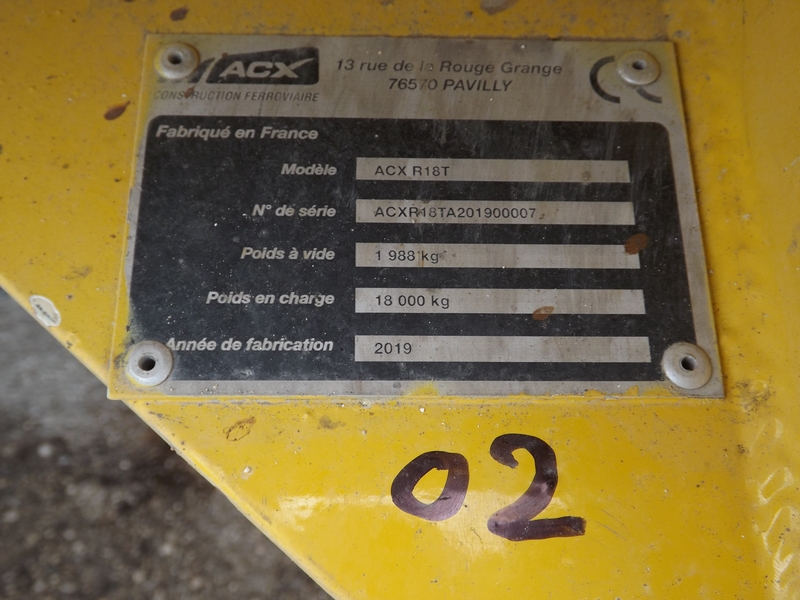 ACX
CONSTRUCTION FERROVIAIRE
13 rue de la Rouge Grange
76570 PAVILLY
CE
Fabriqué en France
Modèle ACX R18T
N° de série ACXR18TA201900007
Poids à vide 1 988 kg
Poids en charge 18 000 kg
Année de fabrication 2019
02